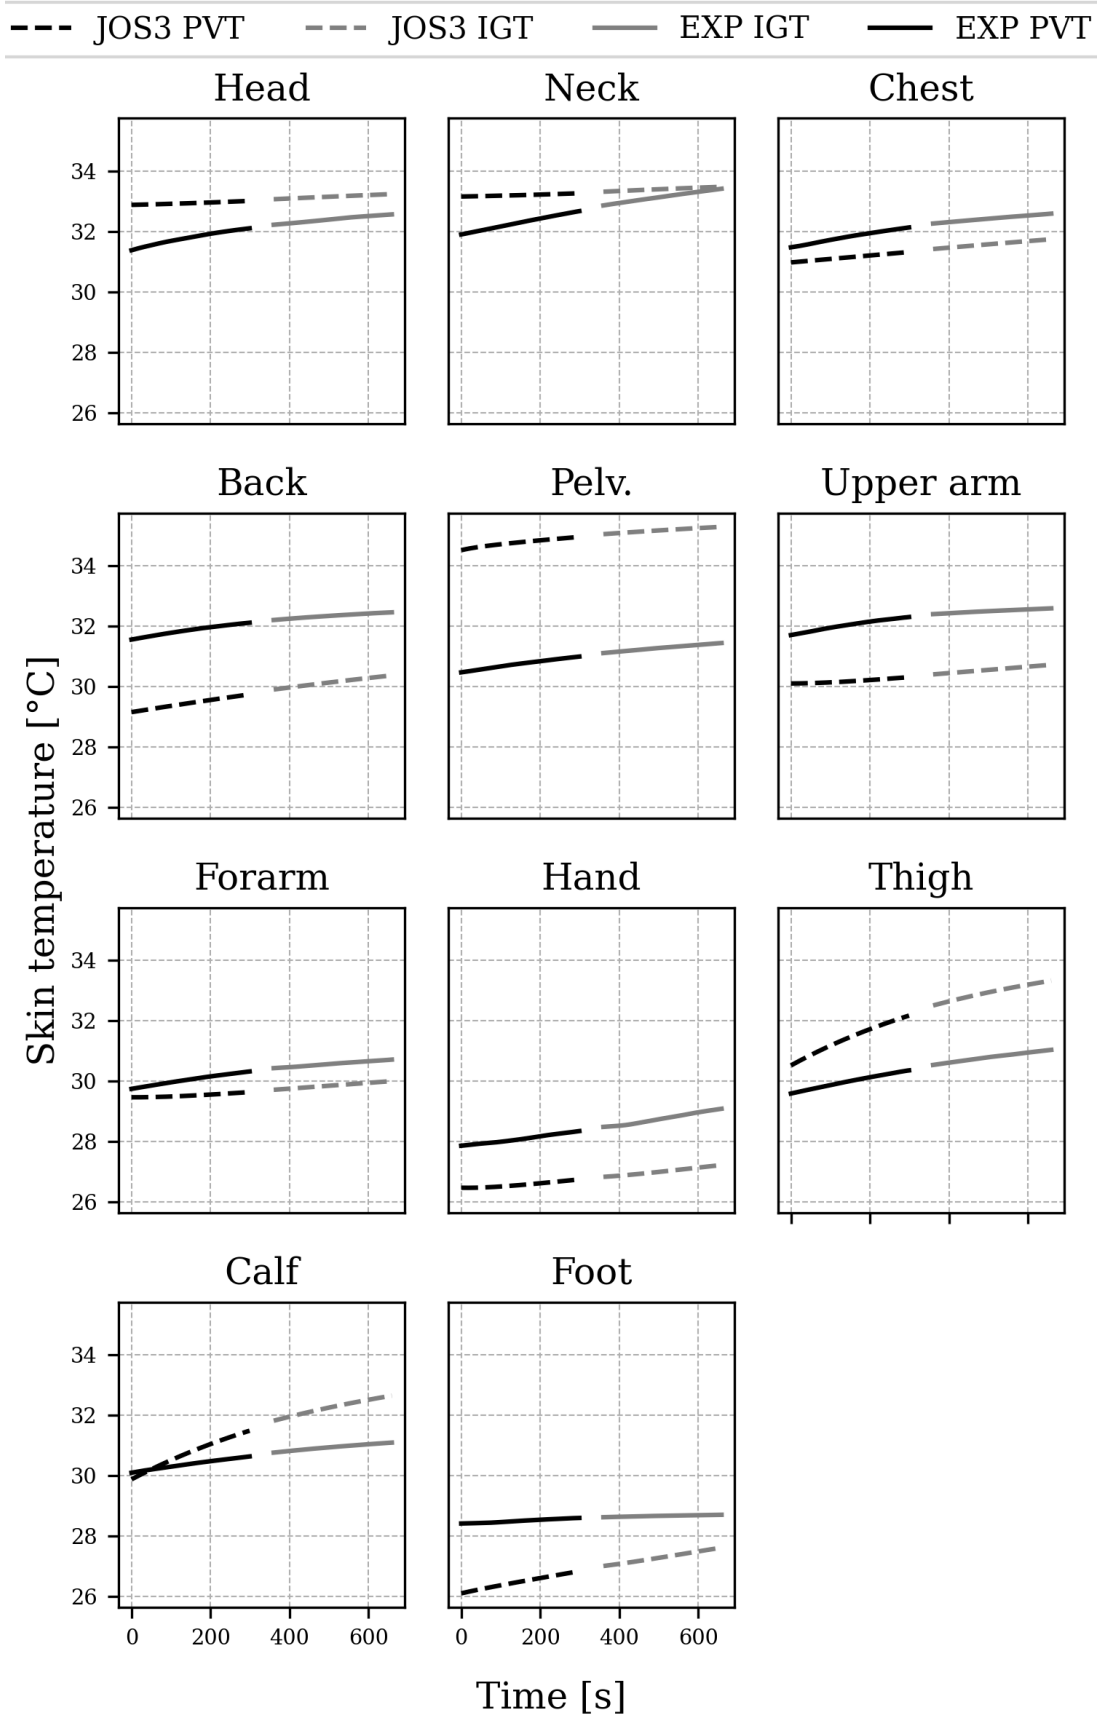 JOS3 PVT JOS3 IGT EXP IGT EXP PVT
Head Neck Chest
34
32
30
28
26
Back Pelv. Upper arm
34
32
30
28
26
Skin temperature [°C]
Forarm Hand Thigh
34
32
30
28
26
Calf Foot
34
32
30
28
26
0 200 400 600 0 200 400 600
Time [s]